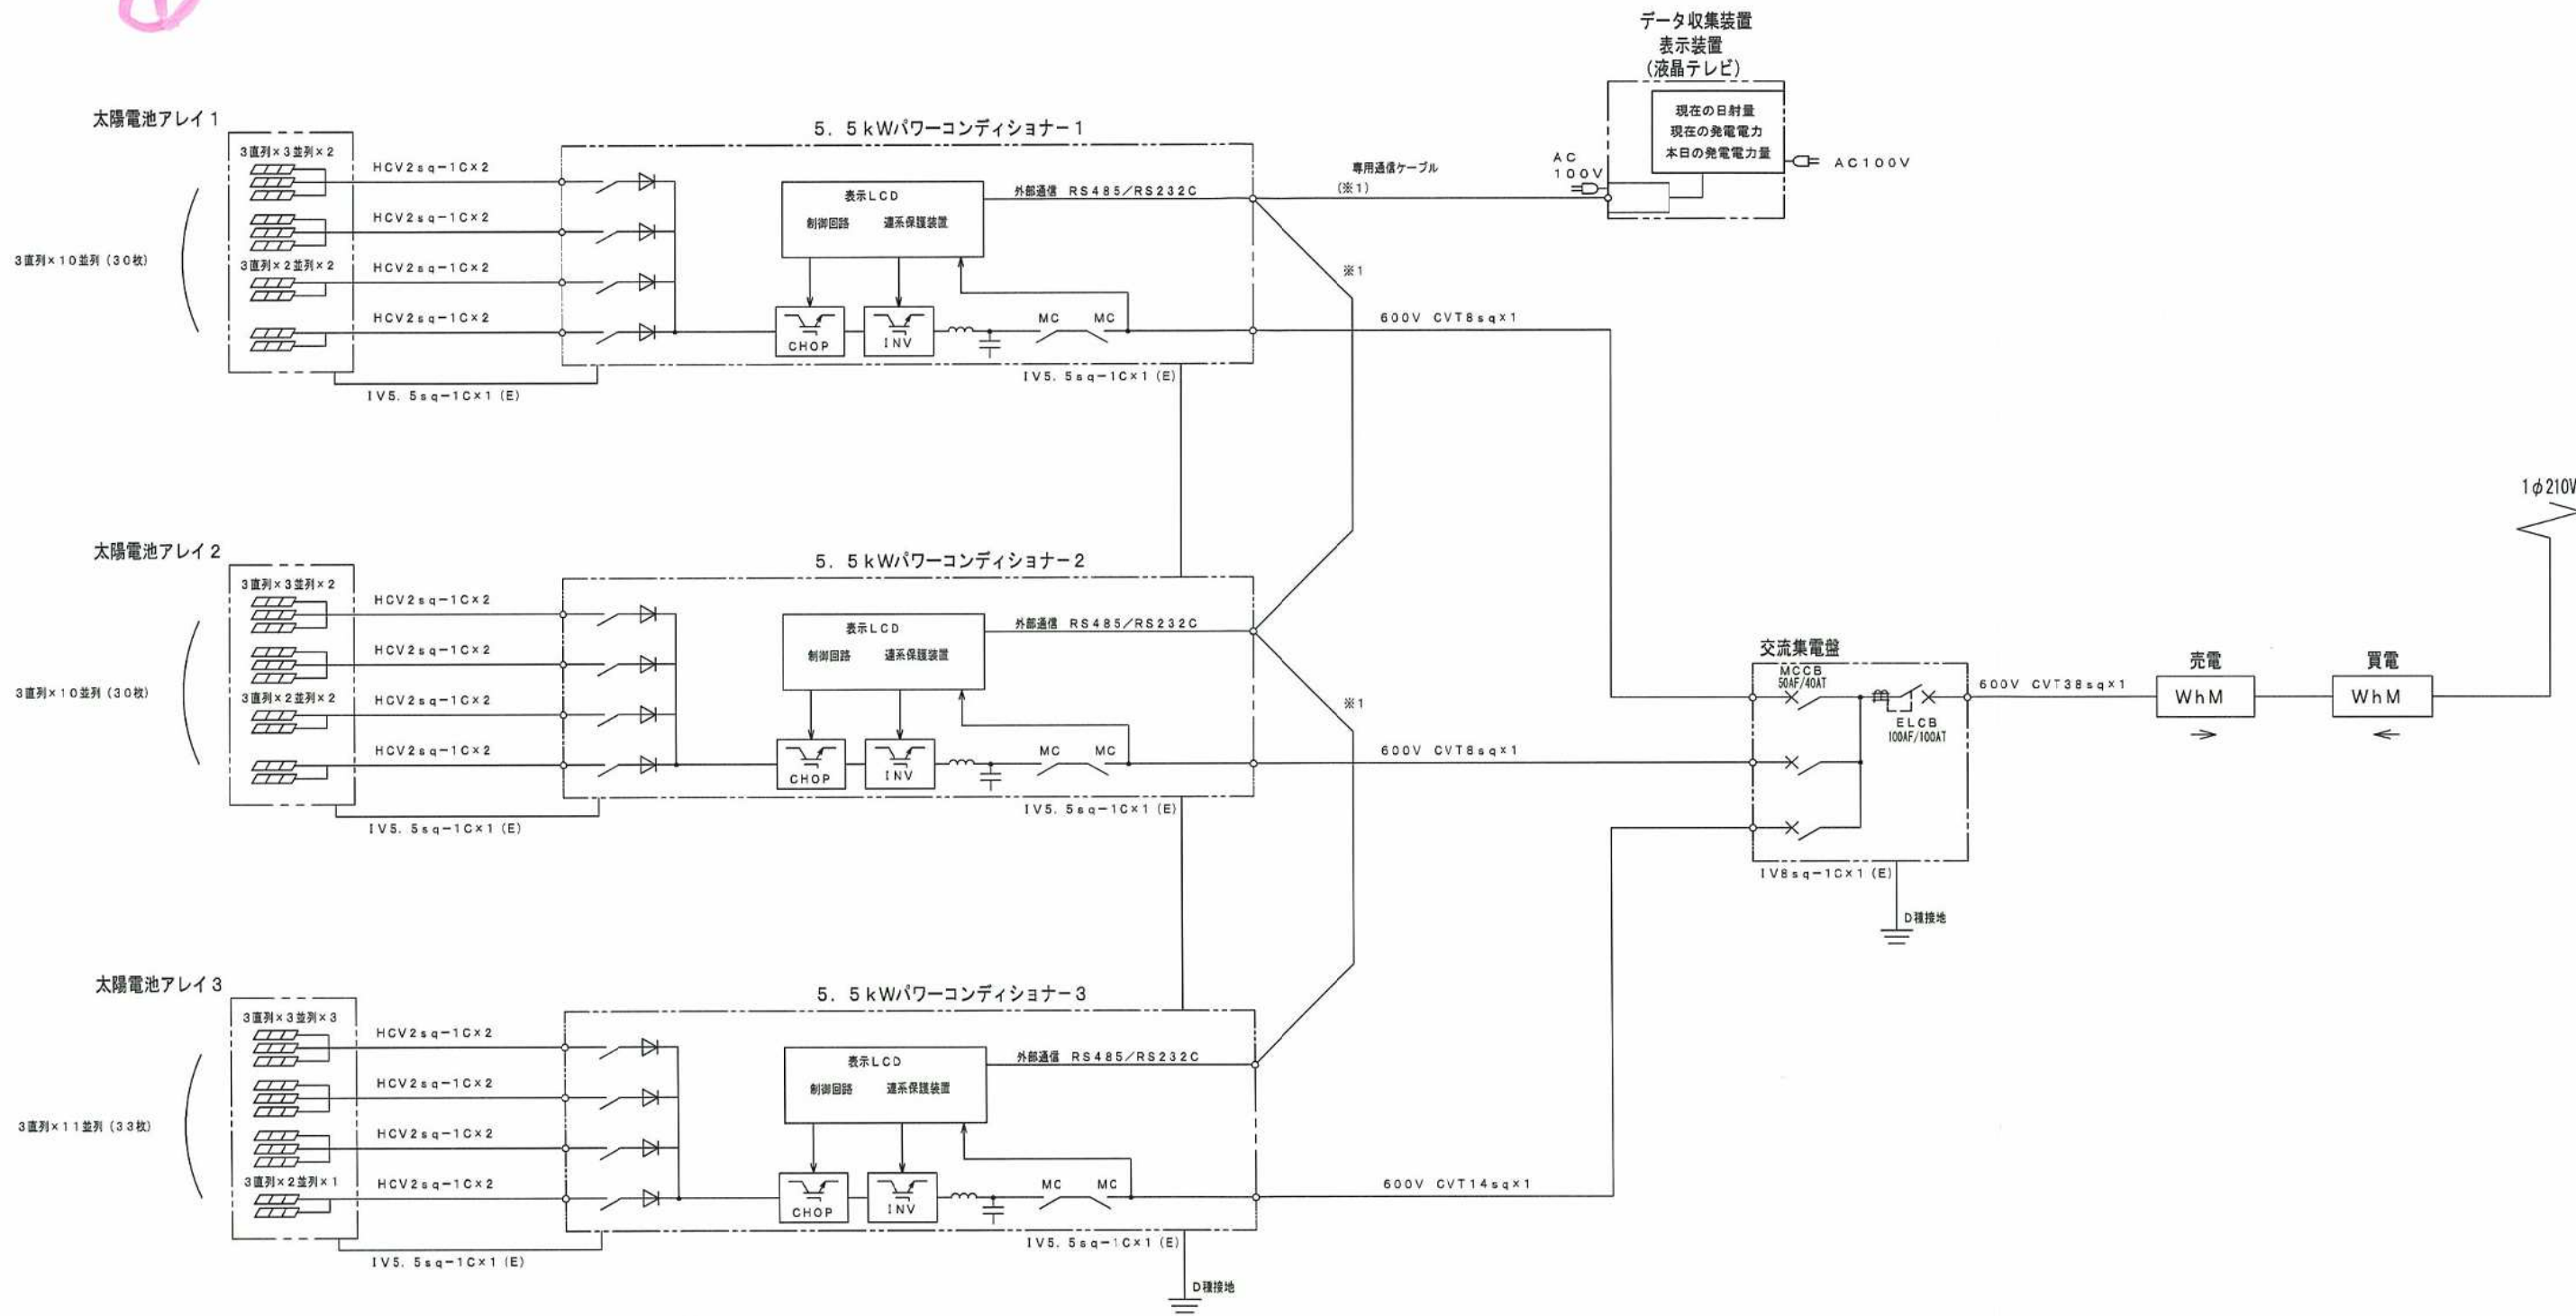 データ収集装置
表示装置
(液晶テレビ)
現在の日射量
現在の発電電力
本日の発電電力量
AC100V
AC
100V
専用通信ケーブル
(※1)
太陽電池アレイ1
3直列×3並列×2
3直列×2並列×2
3直列×10並列(30枚)
HCV2sq-1C×2
HCV2sq-1C×2
HCV2sq-1C×2
HCV2sq-1C×2
IV5.5sq-1C×1(E)
5.5kWパワーコンディショナー1
表示LCD
制御回路 連系保護装置
外部通信 RS485/RS232C
CHOP
INV
MC MC
IV5.5sq-1C×1(E)
※1
600V CVT8sq×1
太陽電池アレイ2
3直列×3並列×2
3直列×2並列×2
3直列×10並列(30枚)
HCV2sq-1C×2
HCV2sq-1C×2
HCV2sq-1C×2
HCV2sq-1C×2
IV5.5sq-1C×1(E)
5.5kWパワーコンディショナー2
表示LCD
制御回路 連系保護装置
外部通信 RS485/RS232C
CHOP
INV
MC MC
IV5.5sq-1C×1(E)
※1
600V CVT8sq×1
太陽電池アレイ3
3直列×3並列×3
3直列×2並列×1
3直列×11並列(33枚)
HCV2sq-1C×2
HCV2sq-1C×2
HCV2sq-1C×2
HCV2sq-1C×2
IV5.5sq-1C×1(E)
5.5kWパワーコンディショナー3
表示LCD
制御回路 連系保護装置
外部通信 RS485/RS232C
CHOP
INV
MC MC
IV5.5sq-1C×1(E)
D種接地
600V CVT14sq×1
交流集電盤
MCCB
50AF/40AT
ELCB
100AF/100AT
IV8sq-1C×1(E)
D種接地
600V CVT38sq×1
売電
WhM
買電
WhM
1φ210V